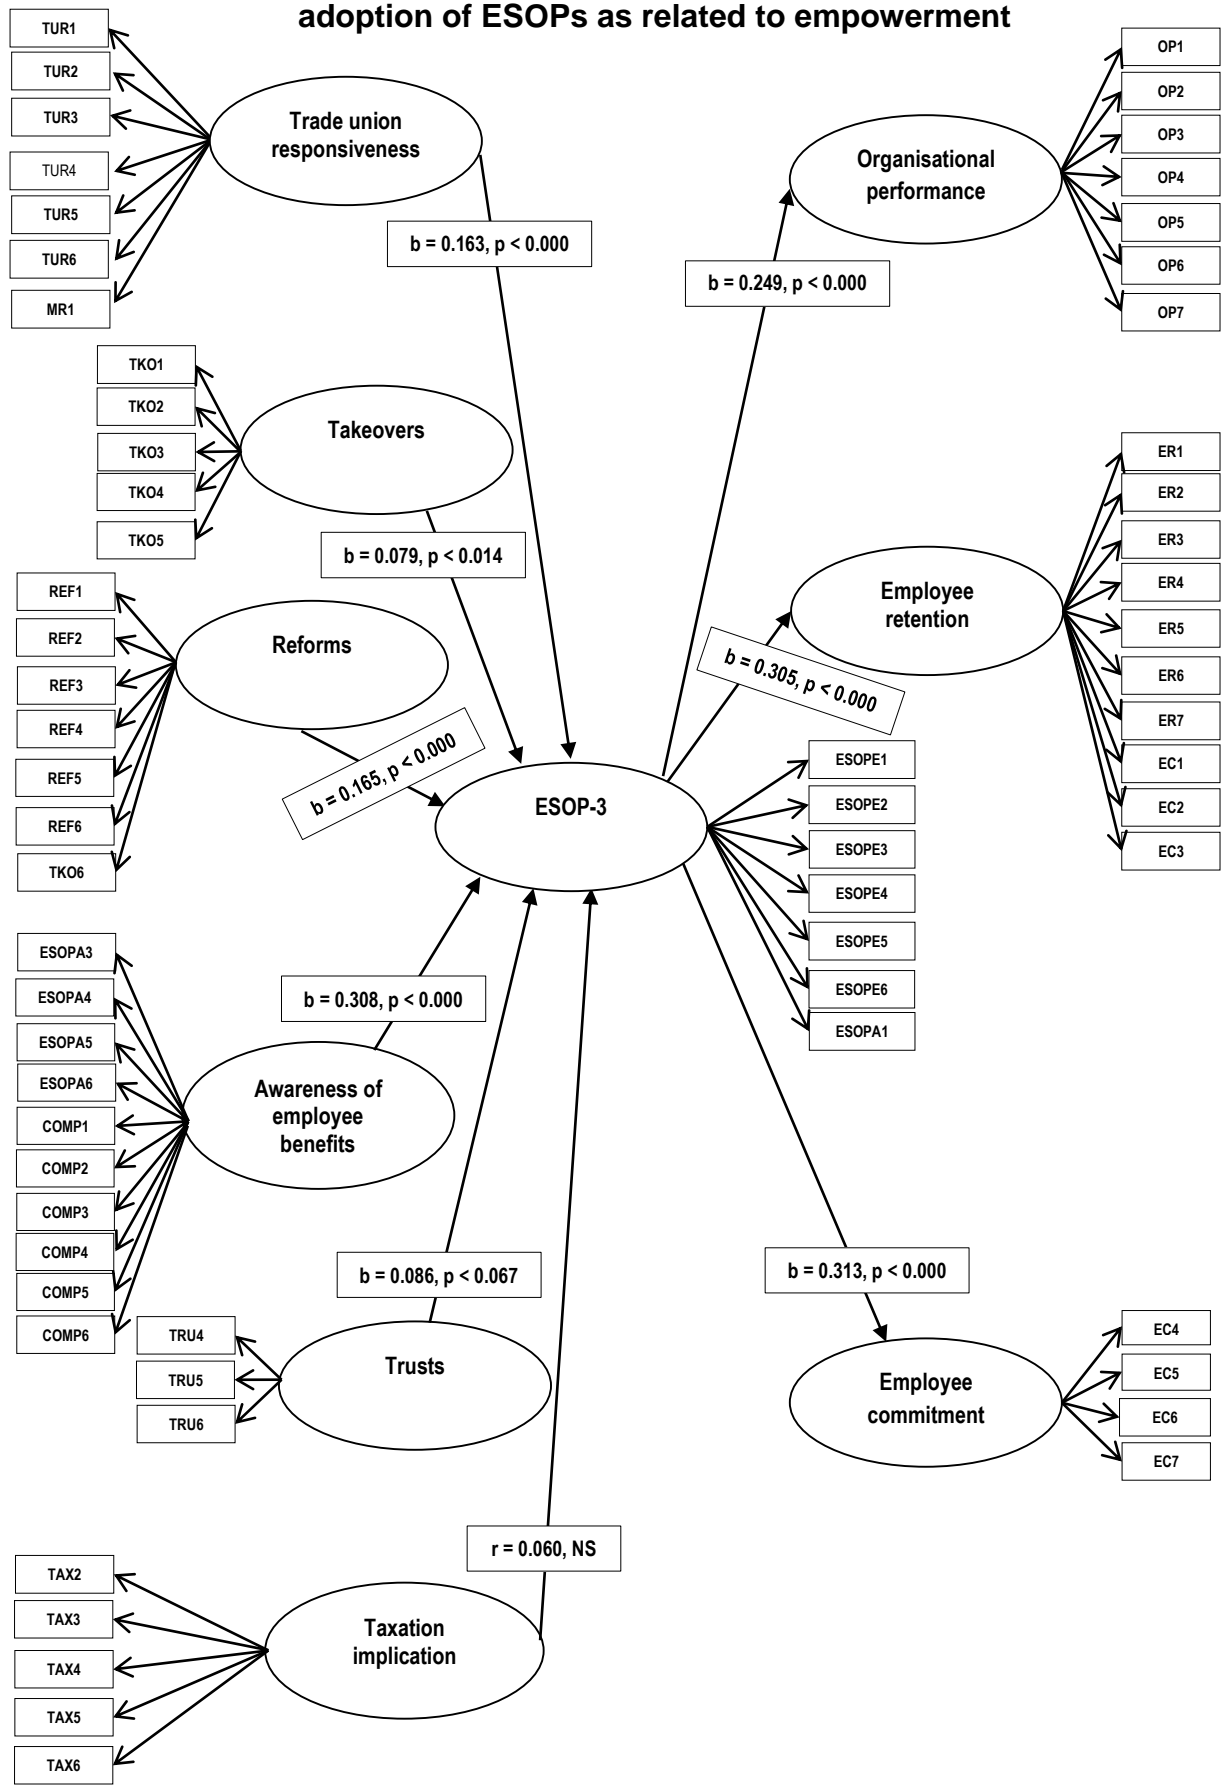 adoption of ESOPs as related to empowerment
TUR1
TUR2
TUR3
TUR4
TUR5
TUR6
MR1
Trade union
responsiveness
b = 0.163, p < 0.000
TKO1
TKO2
TKO3
TKO4
TKO5
Takeovers
b = 0.079, p < 0.014
REF1
REF2
REF3
REF4
REF5
REF6
TKO6
Reforms
b = 0.165, p < 0.000
ESOPA3
ESOPA4
ESOPA5
ESOPA6
COMP1
COMP2
COMP3
COMP4
COMP5
COMP6
Awareness of
employee
benefits
b = 0.308, p < 0.000
TRU4
TRU5
TRU6
Trusts
b = 0.086, p < 0.067
TAX2
TAX3
TAX4
TAX5
TAX6
Taxation
implication
r = 0.060, NS
ESOP-3
ESOPE1
ESOPE2
ESOPE3
ESOPE4
ESOPE5
ESOPE6
ESOPA1
b = 0.249, p < 0.000
Organisational
performance
OP1
OP2
OP3
OP4
OP5
OP6
OP7
b = 0.305, p < 0.000
Employee
retention
ER1
ER2
ER3
ER4
ER5
ER6
ER7
EC1
EC2
EC3
b = 0.313, p < 0.000
Employee
commitment
EC4
EC5
EC6
EC7